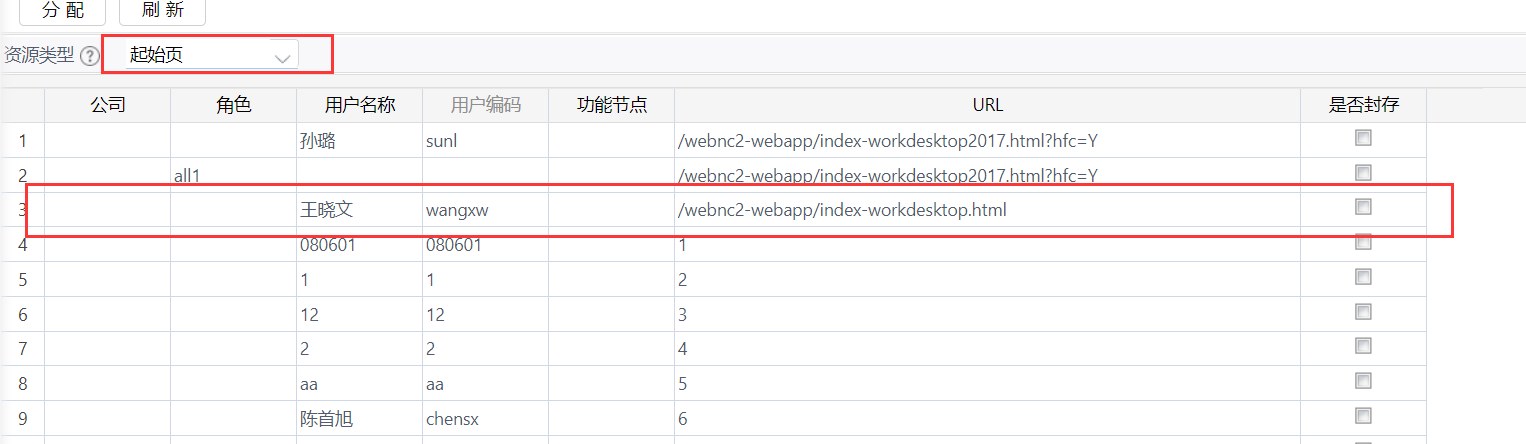 分 配 刷 新
资源类型 ? 起始页
公司 角色 用户名称 用户编码 功能节点 URL 是否封存
1 孙璐 sunl /webnc2-webapp/index-workdesktop2017.html?hfc=Y
2 all1 /webnc2-webapp/index-workdesktop2017.html?hfc=Y
3 王晓文 wangxw /webnc2-webapp/index-workdesktop.html
4 080601 080601 1
5 1 1 2
6 12 12 3
7 2 2 4
8 aa aa 5
9 陈首旭 chensx 6